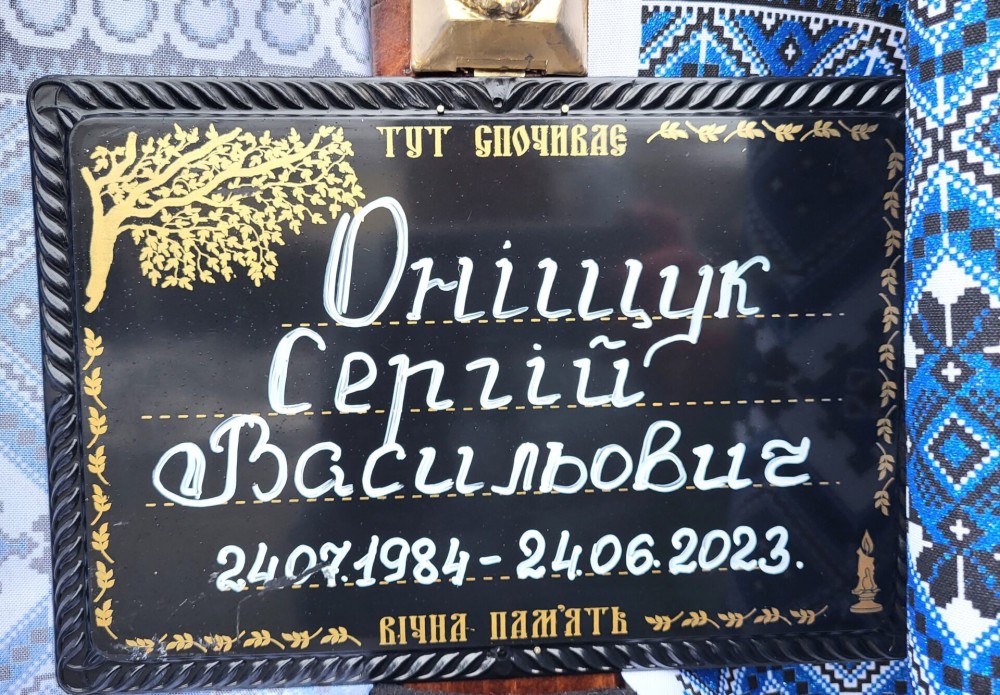 ТУТ СПОЧИВАЄ
Оніщук
Сергій
Васильович
24.07.1984 - 24.06.2023.
ВІЧНА ПАМ'ЯТЬ